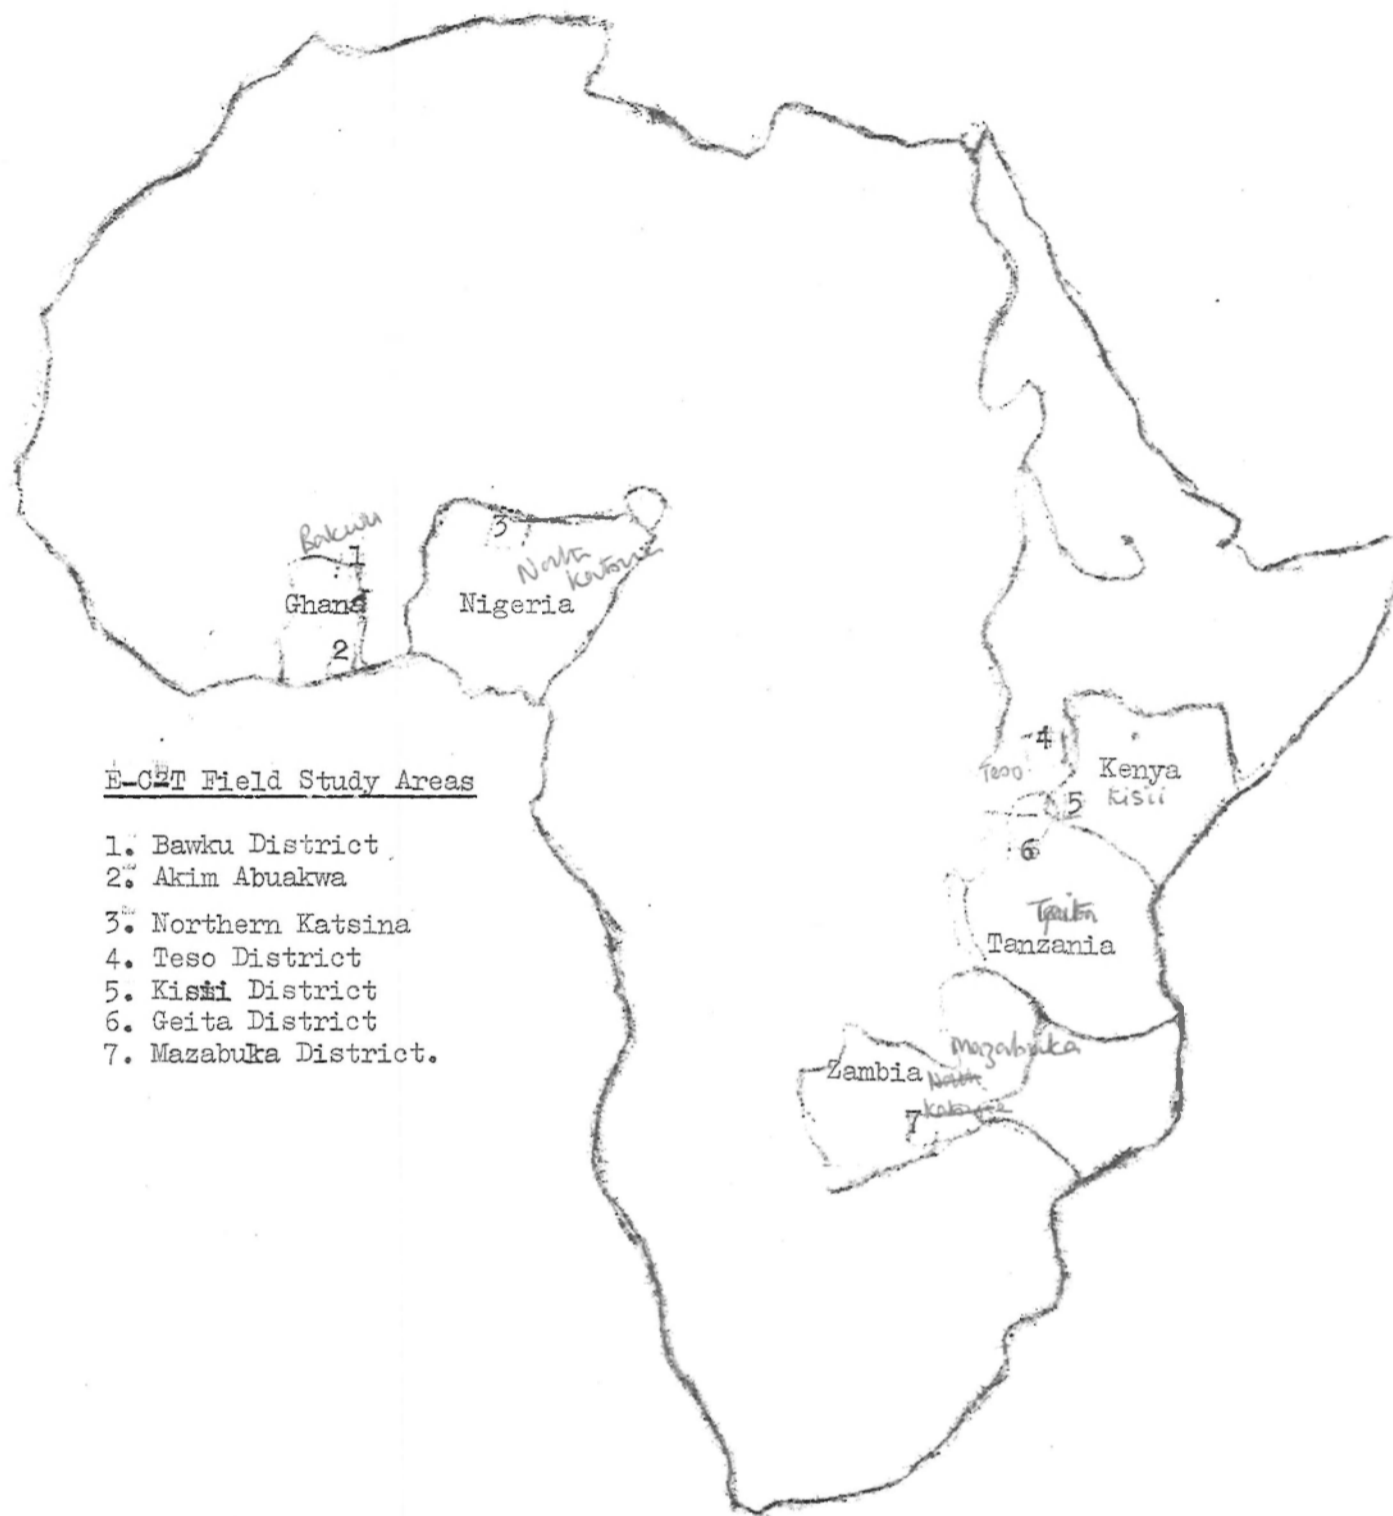 Bakwu
1
3
North
Katsina
Ghana
Nigeria
2
4
Teso
Kenya
Kisii
5
6
E-C2T Field Study Areas
1. Bawku District
2. Akim Abuakwa
3. Northern Katsina
4. Teso District
5. Kisii District
6. Geita District
7. Mazabuka District.
Tanzania
Mazabuka
Zambia
North
7